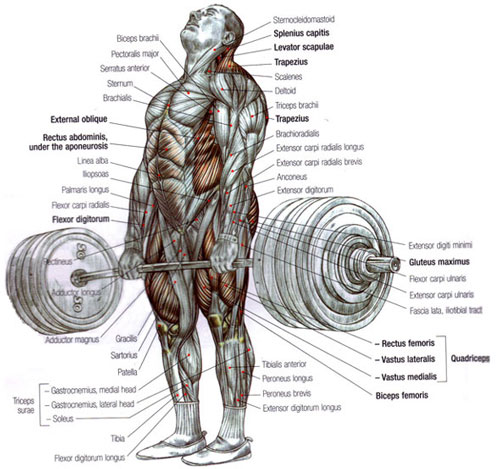 Sternocleidomastoid
Splenius capitis
Levator scapulae
Trapezius
Scalenes
Deltoid
Triceps brachii
Trapezius
Brachioradialis
Extensor carpi radialis longus
Extensor carpi radialis brevis
Anconeus
Extensor digitorum
Biceps brachii
Pectoralis major
Serratus anterior
Sternum
Brachialis
External oblique
Rectus abdominis,
under the aponeurosis
Linea alba
Iliopsoas
Palmaris longus
Flexor carpi radialis
Flexor digitorum
Pectineus
Adductor longus
Adductor magnus
Gracilis
Sartorius
Patella
Triceps
surae
Gastrocnemius, medial head
Gastrocnemius, lateral head
Soleus
Tibia
Flexor digitorum longus
Extensor digiti minimi
Gluteus maximus
Flexor carpi ulnaris
Extensor carpi ulnaris
Fascia lata, iliotibial tract
– Rectus femoris
– Vastus lateralis
– Vastus medialis
Quadriceps
Biceps femoris
Tibialis anterior
Peroneus longus
Peroneus brevis
Extensor digitorum longus
50
50